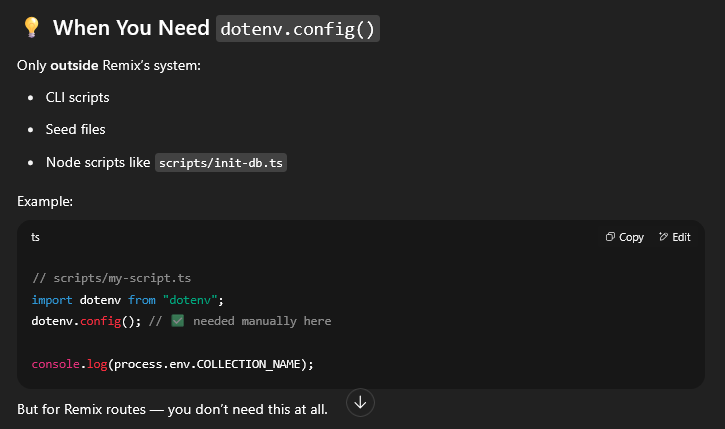 💡 When You Need dotenv.config()
Only outside Remix’s system:
• CLI scripts
• Seed files
• Node scripts like scripts/init-db.ts
Example:
ts Copy Edit
// scripts/my-script.ts
import dotenv from "dotenv";
dotenv.config(); // ✅ needed manually here
console.log(process.env.COLLECTION_NAME);
But for Remix routes — you don’t need this at all.